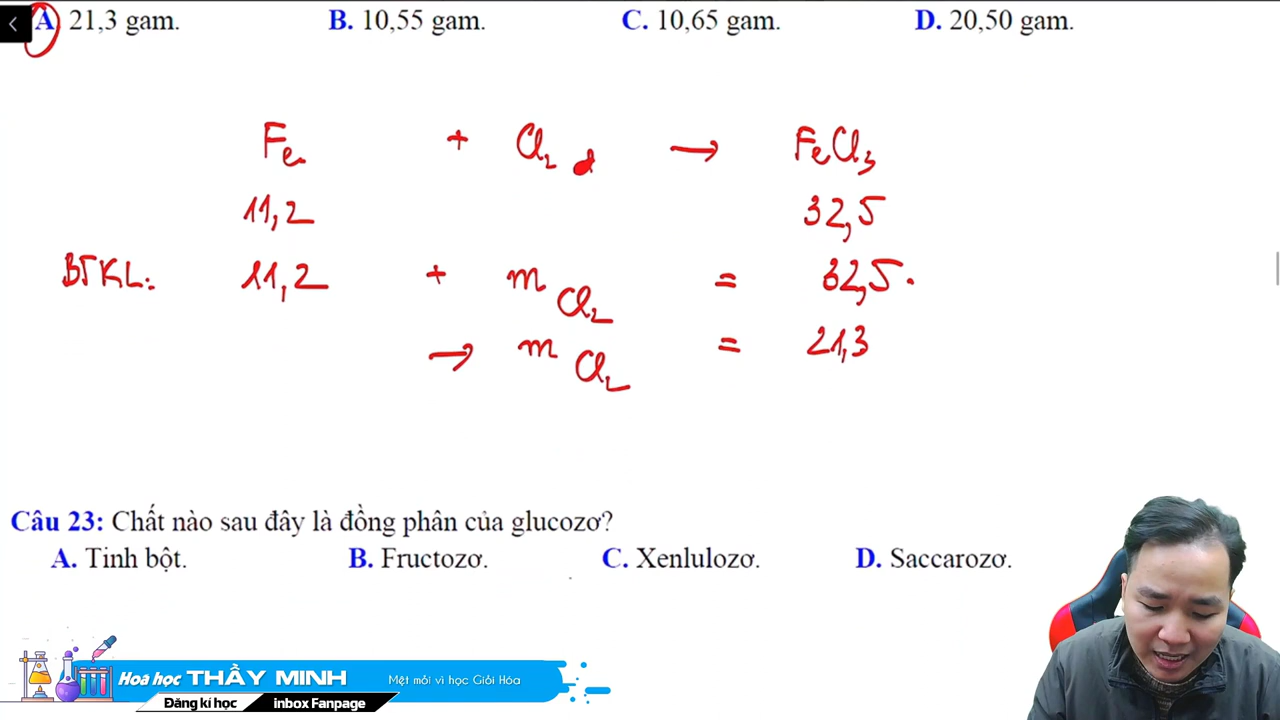 A 21,3 gam. B. 10,55 gam. C. 10,65 gam. D. 20,50 gam.
Fe + Cl2 → FeCl3
11,2 32,5
BTKL: 11,2 + m Cl2 = 32,5.
→ m Cl2 = 21,3
Câu 23: Chất nào sau đây là đồng phân của glucozơ?
A. Tinh bột. B. Fructozơ. C. Xenlulozơ. D. Saccarozơ.
Hoá học THẦY MINH Mệt mỏi vì học Giỏi Hóa
Đăng kí học inbox Fanpage